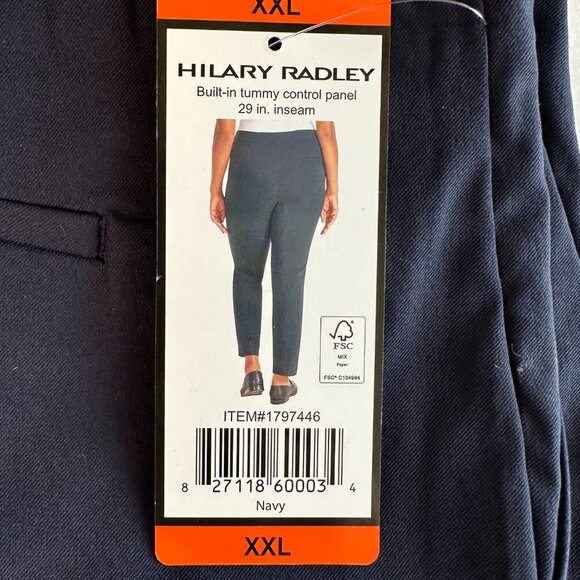 XXL
HILARY RADLEY
Built-in tummy control panel
29 in. inseam
FSC
MIX
Paper
FSC® C134994
ITEM#1797446
8 27118 60003 4
Navy
XXL